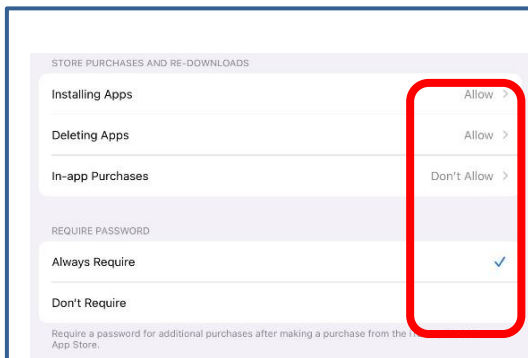 STORE PURCHASES AND RE-DOWNLOADS
Installing Apps Allow
Deleting Apps Allow
In-app Purchases Don't Allow
REQUIRE PASSWORD
Always Require
Don't Require
Require a password for additional purchases after making a purchase from the
App Store.